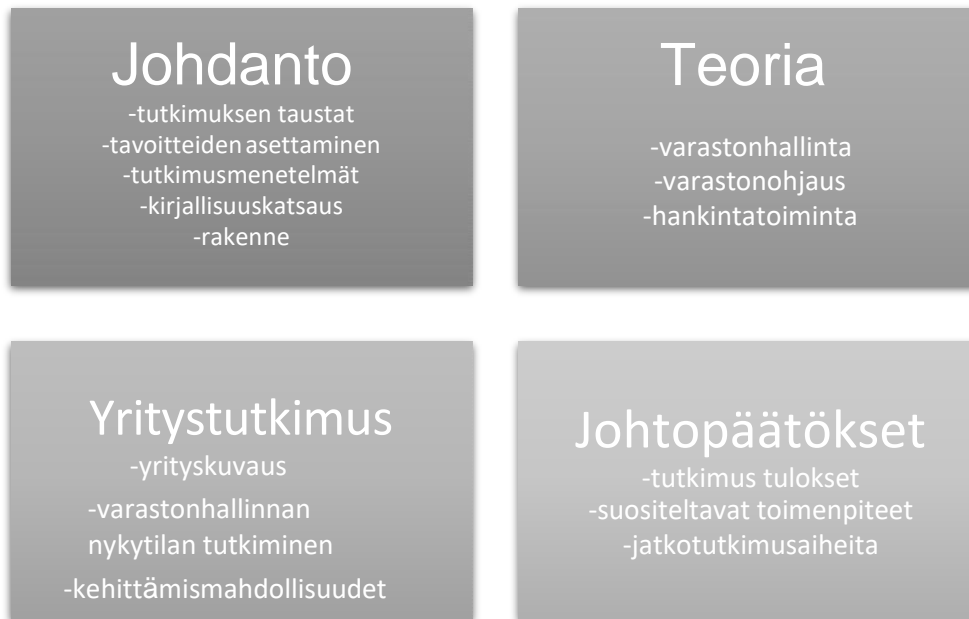 Johdanto
-tutkimuksen taustat
-tavoitteiden asettaminen
-tutkimusmenetelmät
-kirjallisuuskatsaus
-rakenne
Teoria
-varastonhallinta
-varastonohjaus
-hankintatoiminta
Yritystutkimus
-yrityskuvaus
-varastonhallinnan
nykytilan tutkiminen
-kehittämismahdollisuudet
Johtopäätökset
-tutkimus tulokset
-suositeltavat toimenpiteet
-jatkotutkimusaiheita